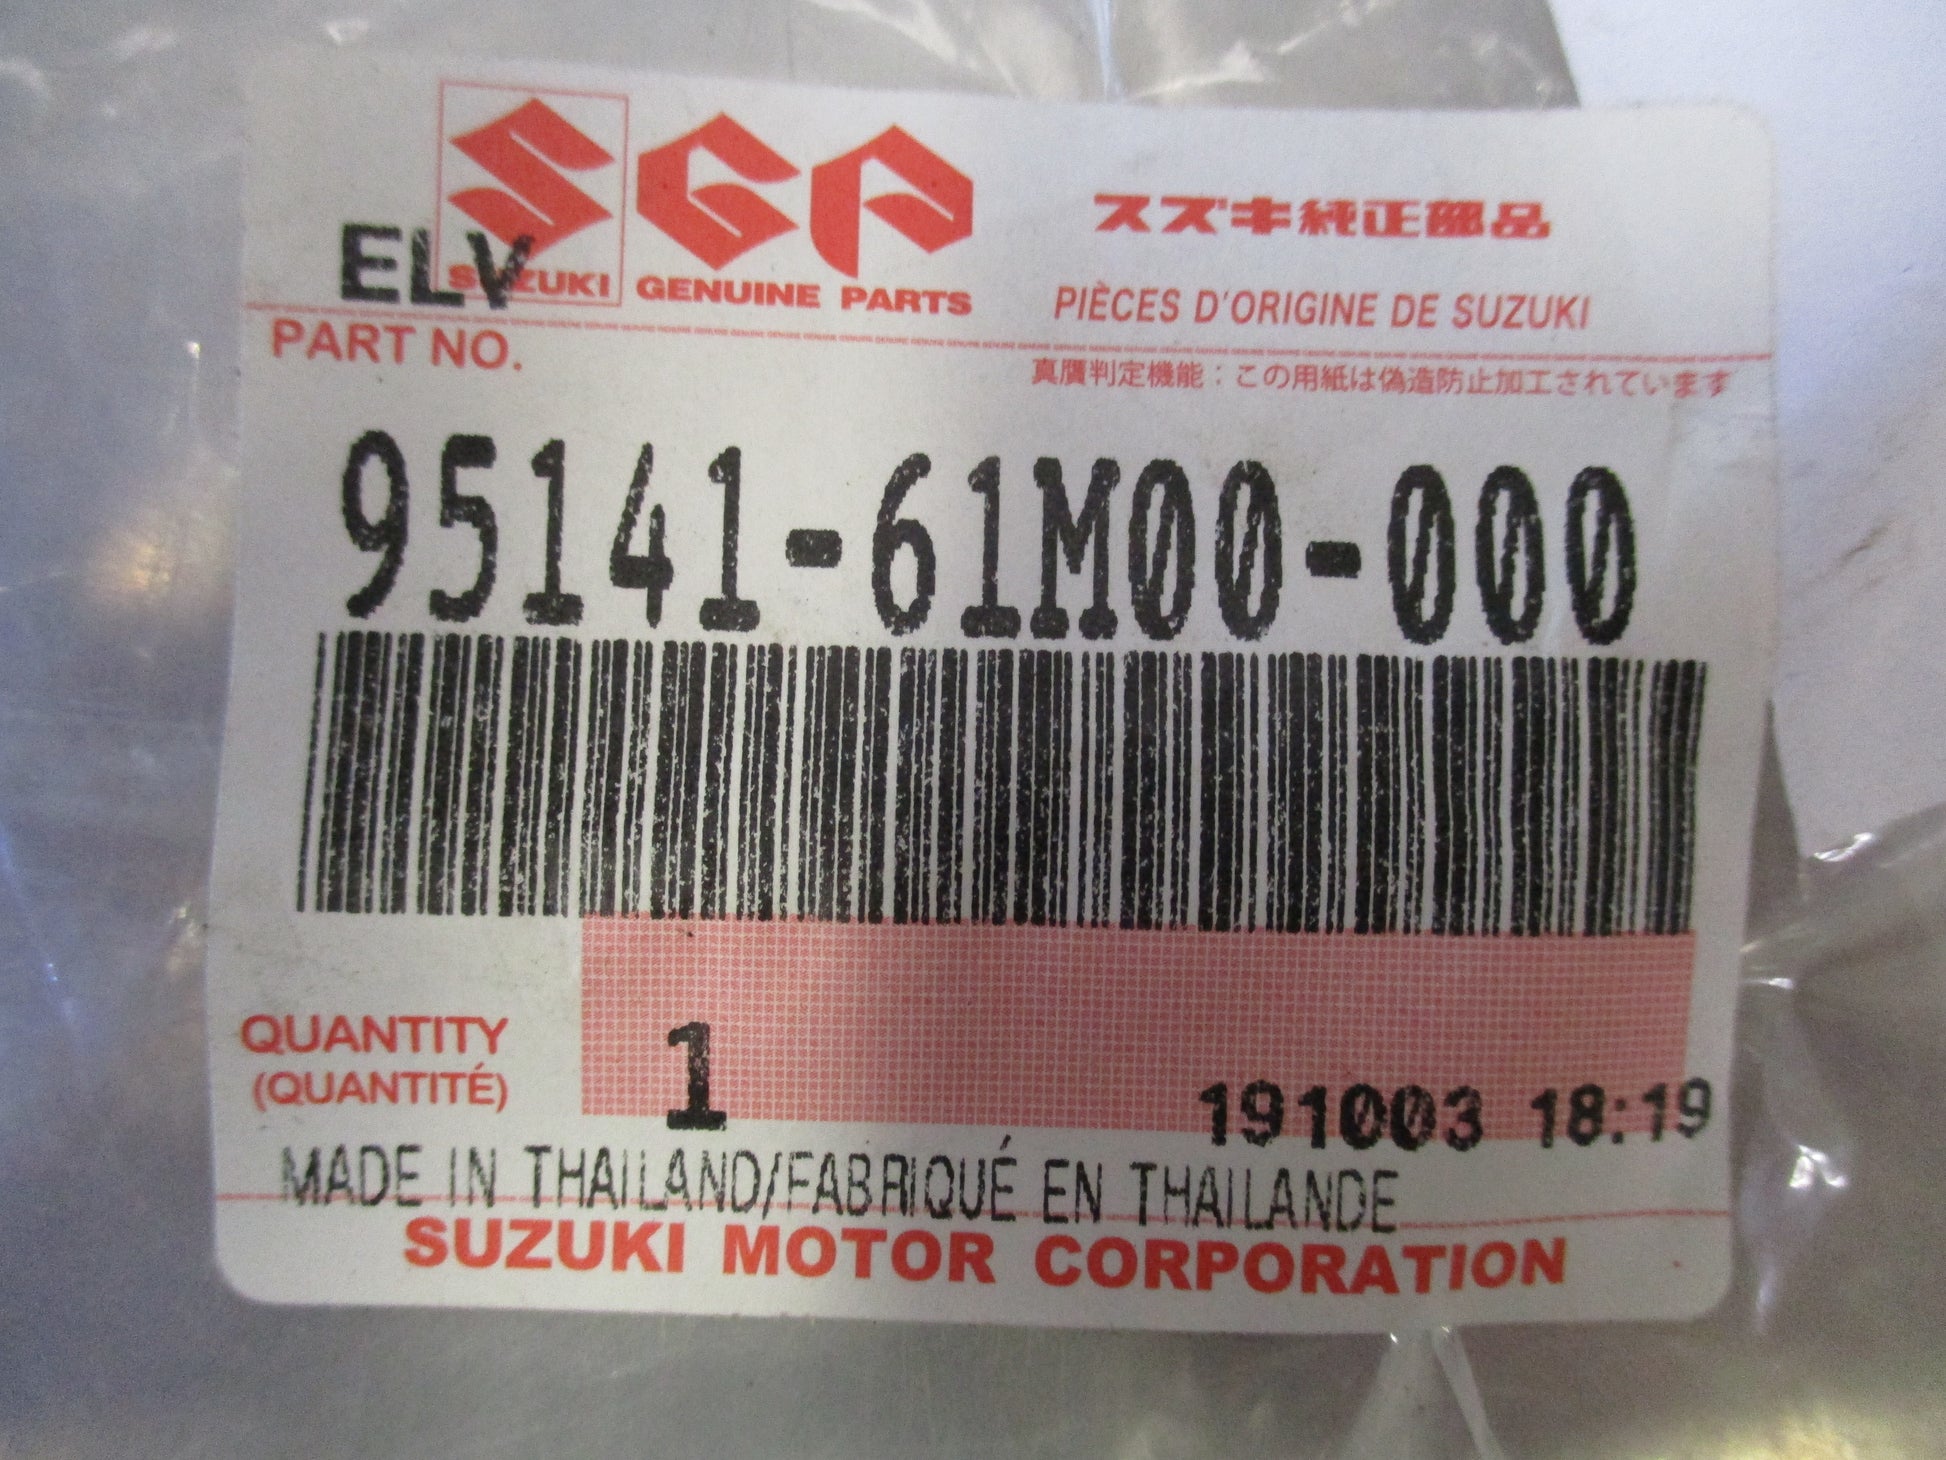 SGP
スズキ純正部品
ELV
SUZUKI GENUINE PARTS
PIÈCES D'ORIGINE DE SUZUKI
PART NO.
真贋判定機能：この用紙は偽造防止加工されています
95141-61M00-000
QUANTITY
(QUANTITÉ)
1
191003 18:19
MADE IN THAILAND/FABRIQUÉ EN THAILANDE
SUZUKI MOTOR CORPORATION